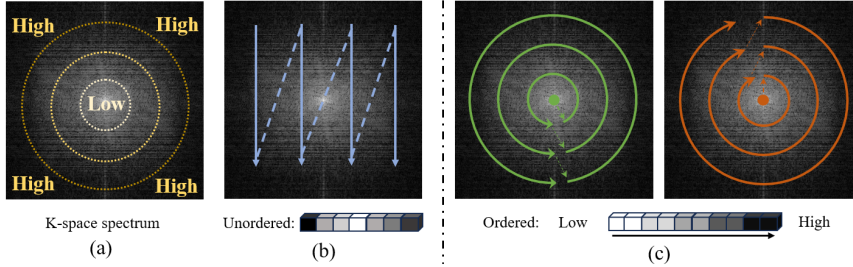 High
High
Low
High
High
K-space spectrum
(a)
Unordered:
(b)
Ordered:
Low
High
(c)